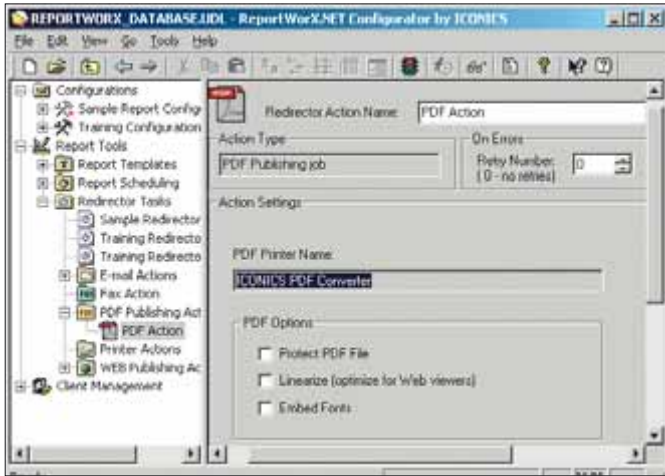 REPORTWORX_DATABASE.UDL - ReportWorX.NET Configurator by ICONICS
File Edit View Go Tools Help
Configurations
Sample Report Config
Training Configuration
Report Tools
Report Templates
Report Scheduling
Redirector Tasks
Sample Redirector
Training Redirecto
Training Redirecto
E-mail Actions
Fax Action
PDF Publishing Act
PDF Action
Printer Actions
WEB Publishing Ac
Client Management
Redirector Action Name: PDF Action
Action Type
PDF Publishing job
On Errors
Retry Number: 0
( 0 - no retries)
Action Settings
PDF Printer Name:
ICONICS PDF Converter
PDF Options
Protect PDF File
Linearize (optimize for Web viewers)
Embed Fonts